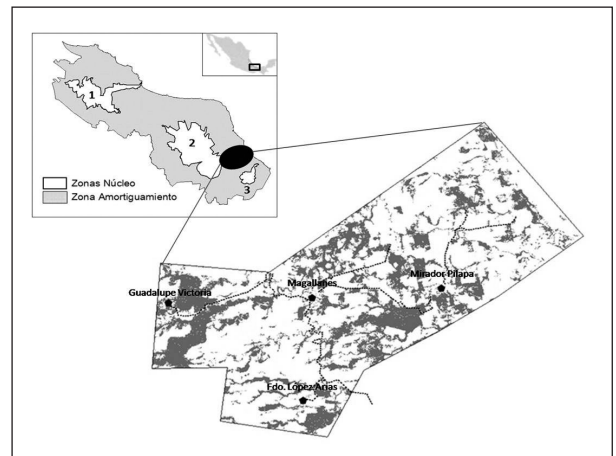 1
2
3
Zonas Núcleo
Zona Amortiguamiento
Guadalupe Victoria
Magallanes
Mirador Pilapa
Fdo. López Arias